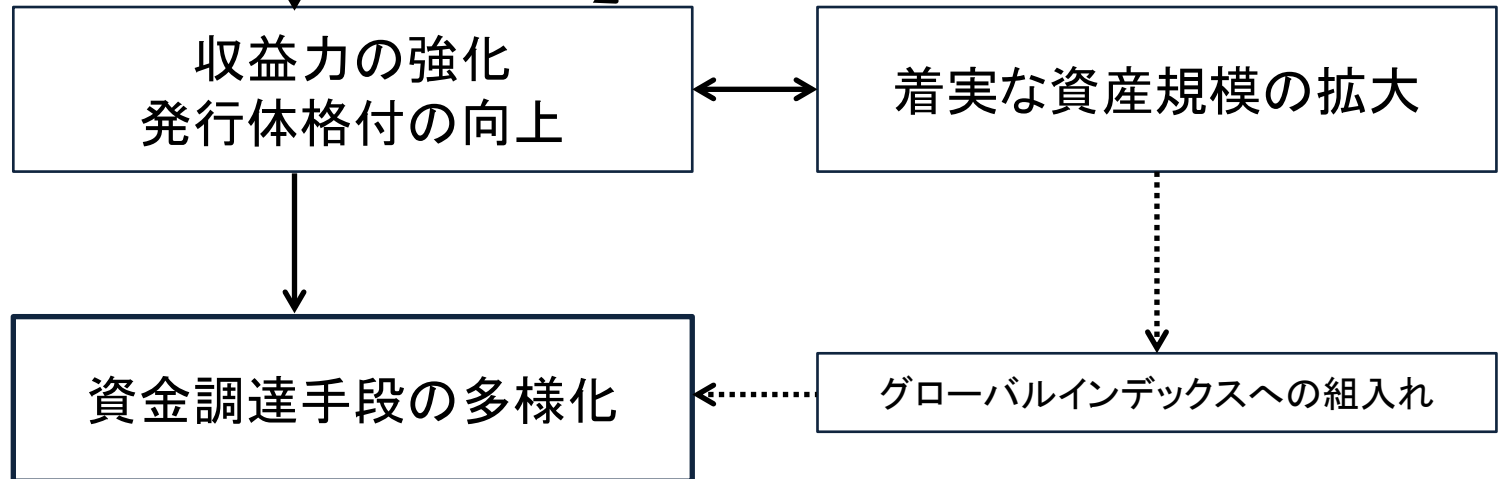 収益力の強化
発行体格付の向上
着実な資産規模の拡大
資金調達手段の多様化
グローバルインデックスへの組入れ